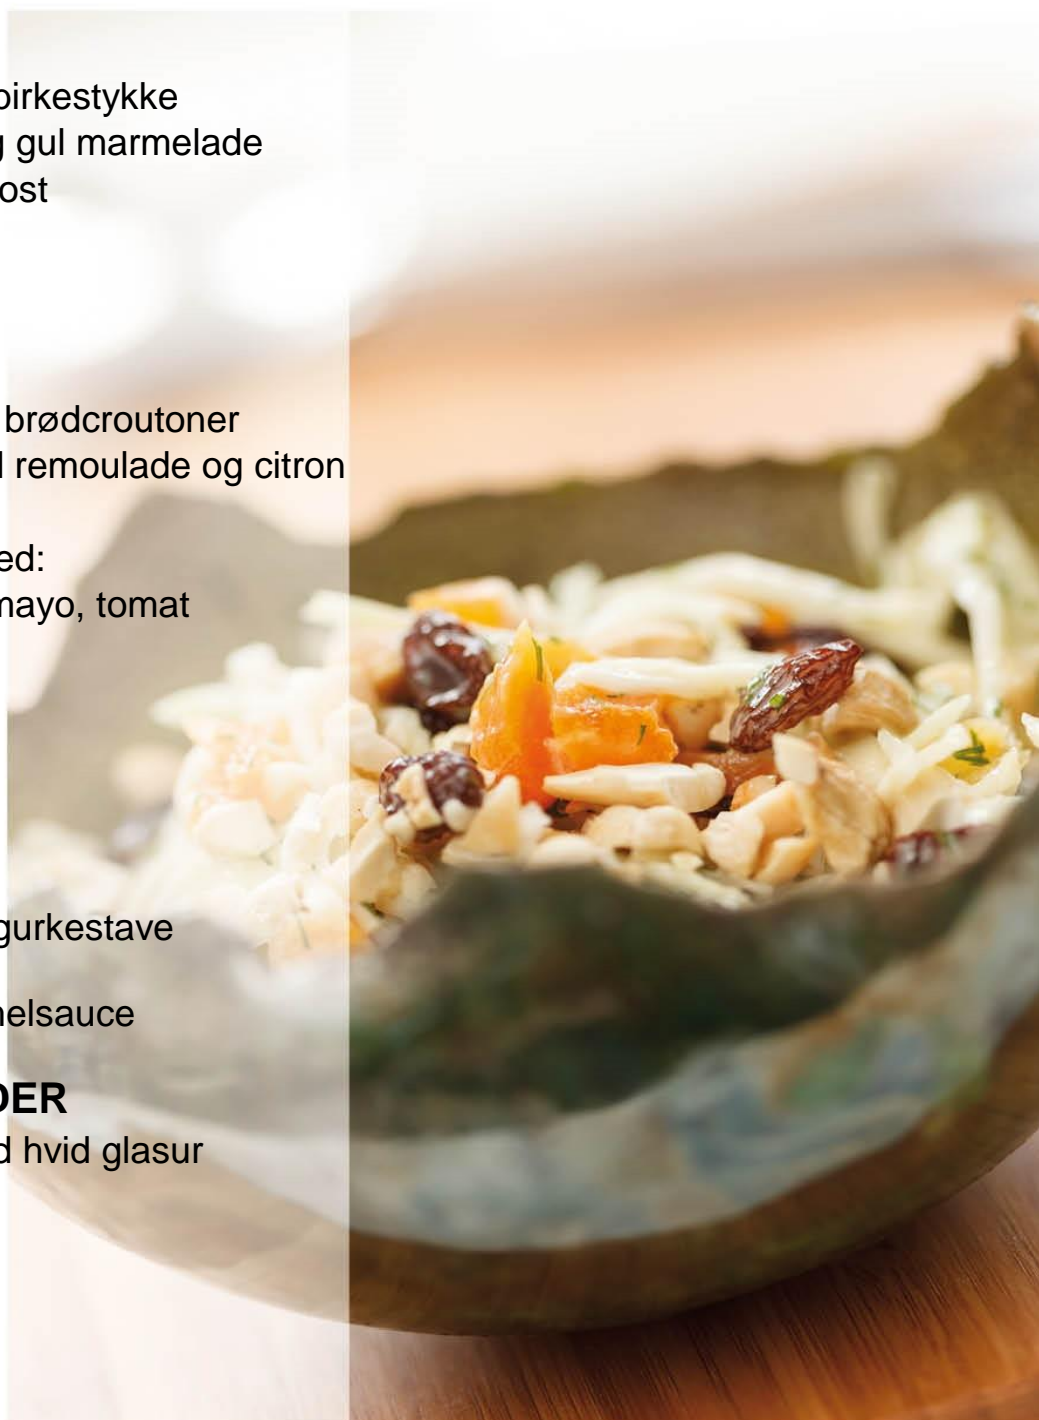 birkestykke
gul marmelade
ost
brødcroutoner
remoulade og citron
ed:
mayo, tomat
gurkestave
nelsauce
DER
d hvid glasur